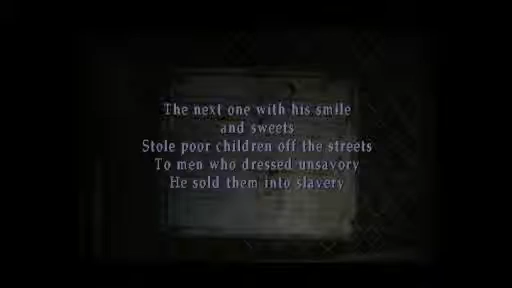 The next one with his smile
and sweets
Stole poor children off the streets
To men who dressed unsavory
He sold them into slavery